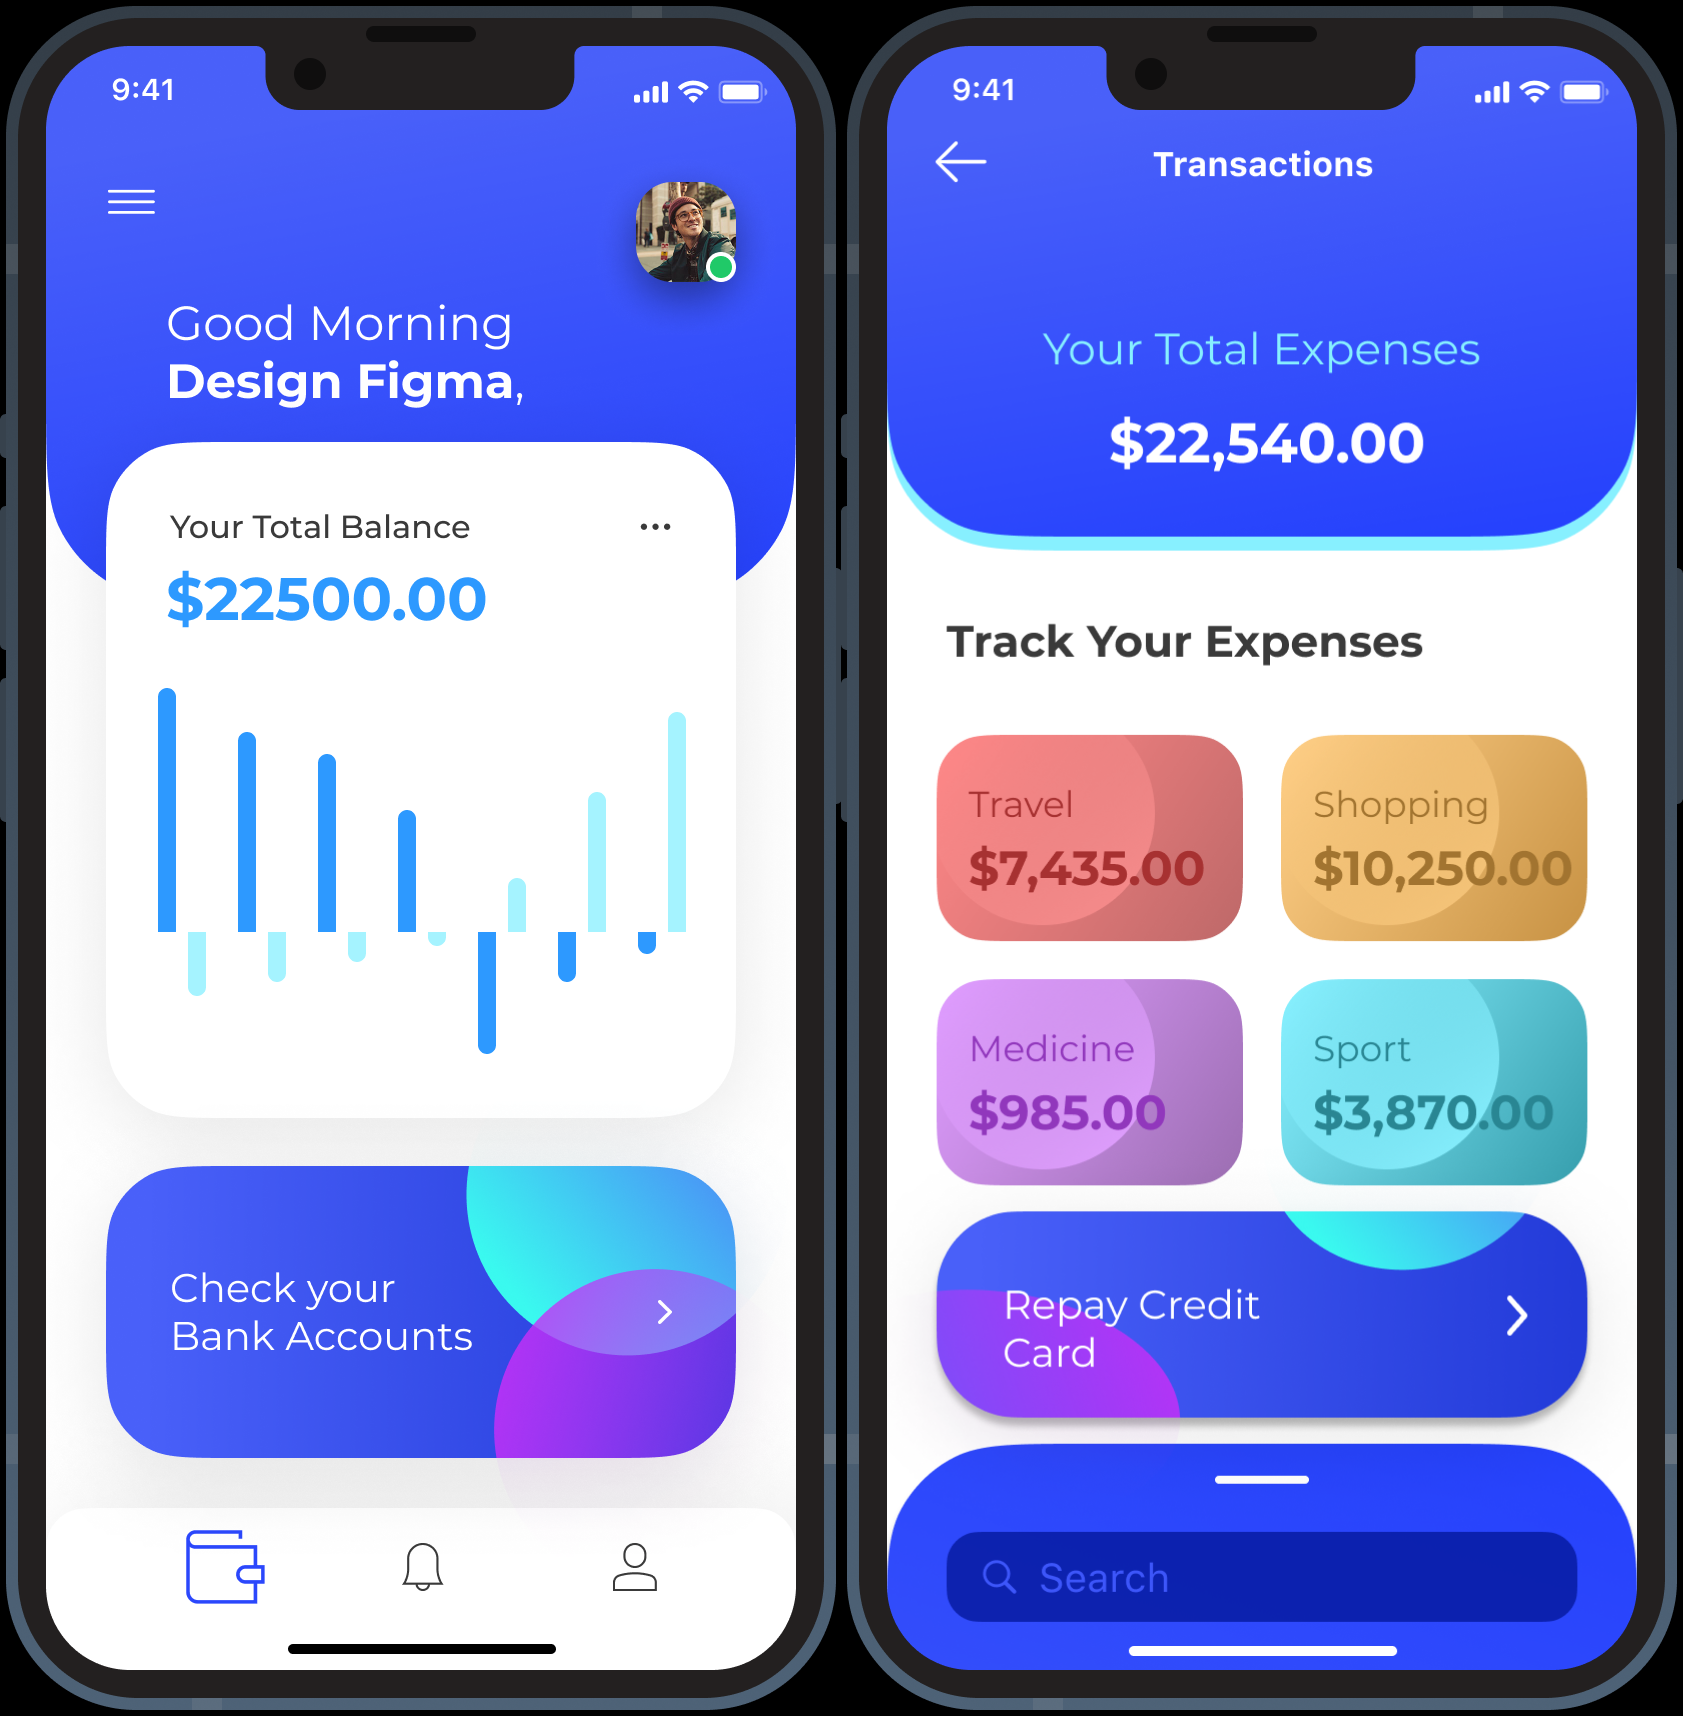 9:41
Good Morning
Design Figma,
Your Total Balance
$22500.00
Check your
Bank Accounts
9:41
Transactions
Your Total Expenses
$22,540.00
Track Your Expenses
Travel
$7,435.00
Shopping
$10,250.00
Medicine
$985.00
Sport
$3,870.00
Repay Credit
Card
Search